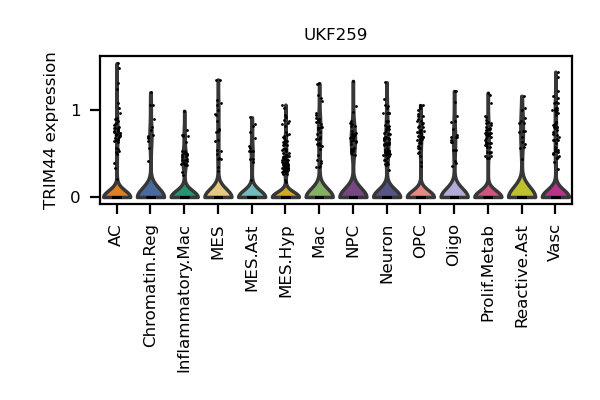 UKF259
TRIM44 expression
1
0
AC
Chromatin.Reg
Inflammatory.Mac
MES
MES.Ast
MES.Hyp
Mac
NPC
Neuron
OPC
Oligo
Prolif.Metab
Reactive.Ast
Vasc